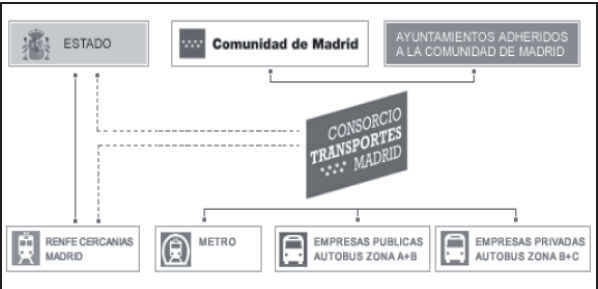 ESTADO
Comunidad de Madrid
AYUNTAMIENTOS ADHERIDOS
A LA COMUNIDAD DE MADRID
CONSORCIO
TRANSPORTES
MADRID
RENFE CERCANIAS
MADRID
METRO
EMPRESAS PUBLICAS
AUTOBUS ZONA A+B
EMPRESAS PRIVADAS
AUTOBUS ZONA B+C